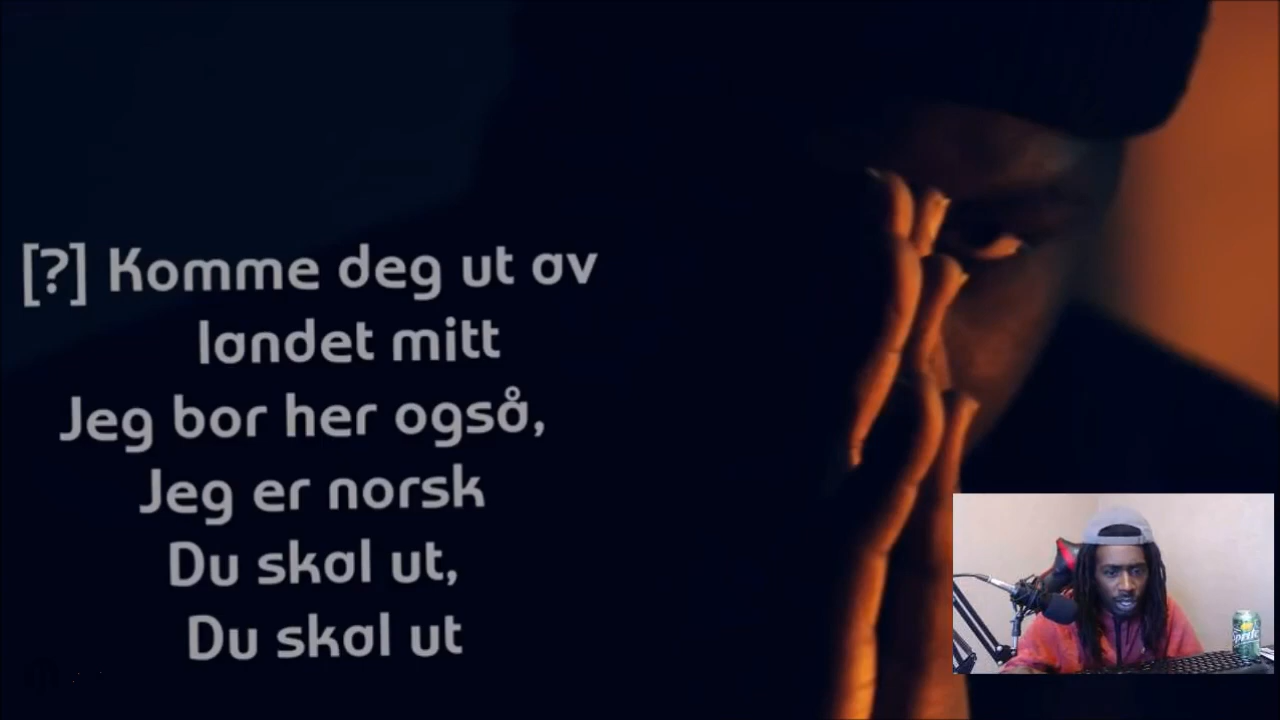 [?] Komme deg ut av
landet mitt
Jeg bor her også,
Jeg er norsk
Du skal ut,
Du skal ut
Sprite